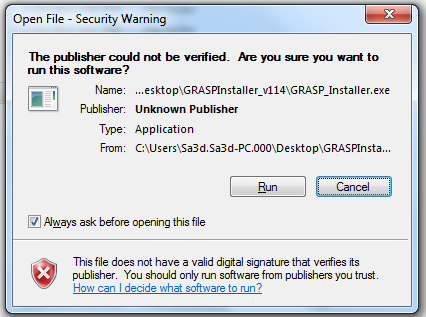 Open File - Security Warning
The publisher could not be verified. Are you sure you want to
run this software?
Name: ...esktop\GRASPInstaller_v114\GRASP_Installer.exe
Publisher: Unknown Publisher
Type: Application
From: C:\Users\Sa3d.Sa3d-PC.000\Desktop\GRASPInsta...
Run Cancel
Always ask before opening this file
This file does not have a valid digital signature that verifies its
publisher. You should only run software from publishers you trust.
How can I decide what software to run?